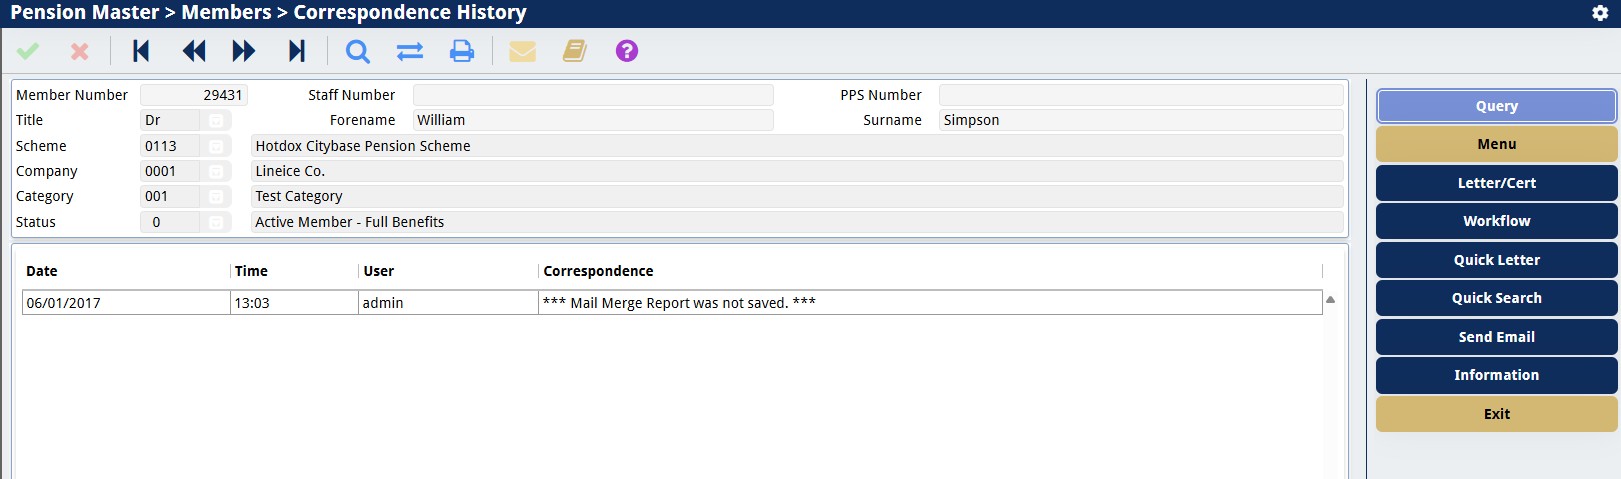 Pension Master > Members > Correspondence History
?
Member Number 29431 Staff Number PPS Number
Title Dr Forename William Surname Simpson
Scheme 0113 Hotdox Citybase Pension Scheme
Company 0001 Lineice Co.
Category 001 Test Category
Status 0 Active Member - Full Benefits
Date Time User Correspondence
06/01/2017 13:03 admin *** Mail Merge Report was not saved. ***
Query
Menu
Letter/Cert
Workflow
Quick Letter
Quick Search
Send Email
Information
Exit